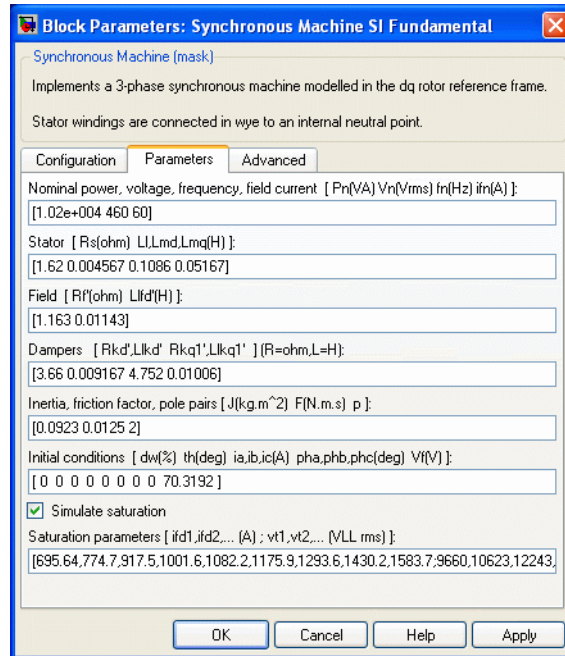 Block Parameters: Synchronous Machine SI Fundamental
Synchronous Machine (mask)
Implements a 3-phase synchronous machine modelled in the dq rotor reference frame.
Stator windings are connected in wye to an internal neutral point.
Configuration Parameters Advanced
Nominal power, voltage, frequency, field current [ Pn(VA) Vn(Vrms) fn(Hz) ifn(A) ]:
[1.02e+004 460 60]
Stator [ Rs(ohm) Ll,Lmd,Lmq(H) ]:
[1.62 0.004567 0.1086 0.05167]
Field [ Rf'(ohm) Llfd'(H) ]:
[1.163 0.01143]
Dampers [ Rkd',Llkd' Rkq1',Llkq1' ] (R=ohm,L=H):
[3.66 0.009167 4.752 0.01006]
Inertia, friction factor, pole pairs [ J(kg.m^2) F(N.m.s) p ]:
[0.0923 0.0125 2]
Initial conditions [ dw(%) th(deg) ia,ib,ic(A) pha,phb,phc(deg) Vf(V) ]:
[ 0 0 0 0 0 0 0 0 70.3192 ]
Simulate saturation
Saturation parameters [ ifd1,ifd2,... (A) ; vt1,vt2,... (VLL rms) ]:
[695.64,774.7,917.5,1001.6,1082.2,1175.9,1293.6,1430.2,1583.7;9660,10623,12243,
OK Cancel Help Apply